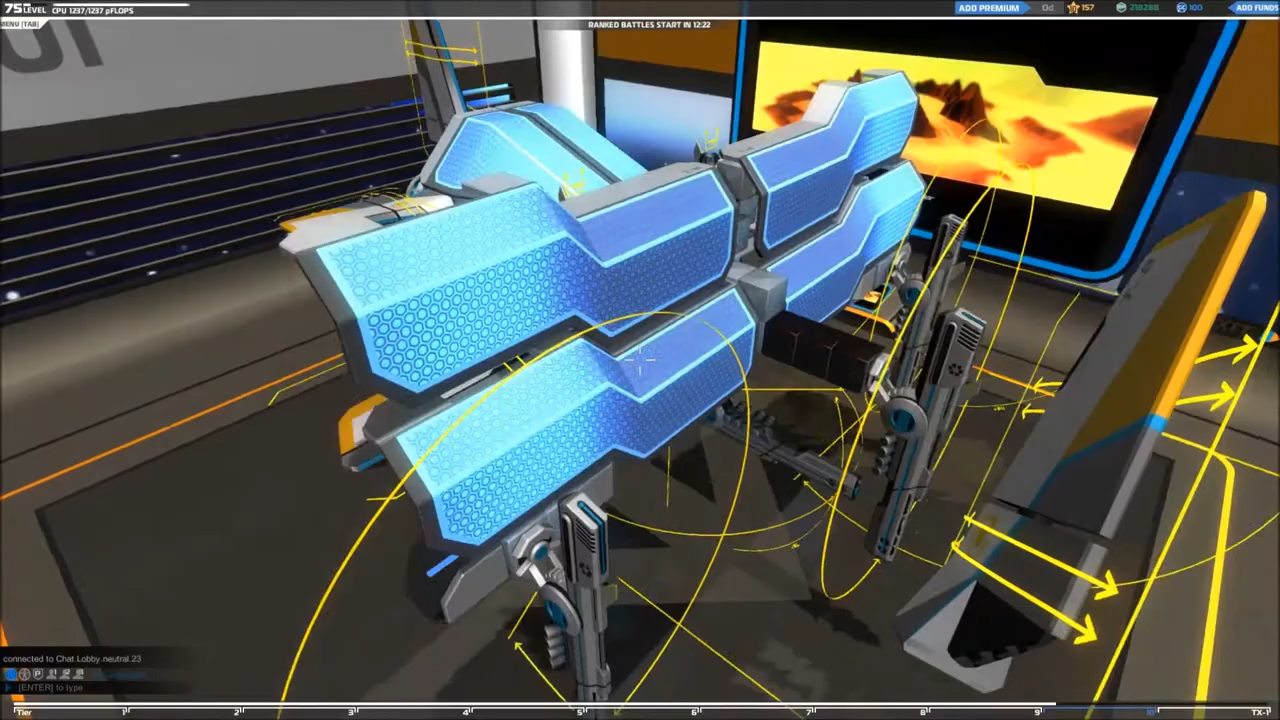 75 LEVEL CPU 1237/1237 pFLOPS
ADD PREMIUM 0d 157 218288 100 ADD FUNDS
MENU [TAB]
RANKED BATTLES START IN 12:22
connected to Chat Lobby.neutral.23
P
[ENTER] to type
Tier 1 2 3 4 5 6 7 8 9 10 TX-1